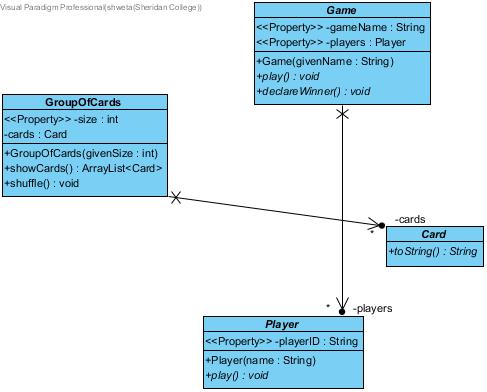 Visual Paradigm Professional(shweta(Sheridan College))
Game
<<Property>> -gameName : String
<<Property>> -players : Player
+Game(givenName : String)
+play() : void
+declareWinner() : void
GroupOfCards
<<Property>> -size : int
-cards : Card
+GroupOfCards(givenSize : int)
+showCards() : ArrayList<Card>
+shuffle() : void
-cards
*
Card
+toString() : String
*
-players
Player
<<Property>> -playerID : String
+Player(name : String)
+play() : void